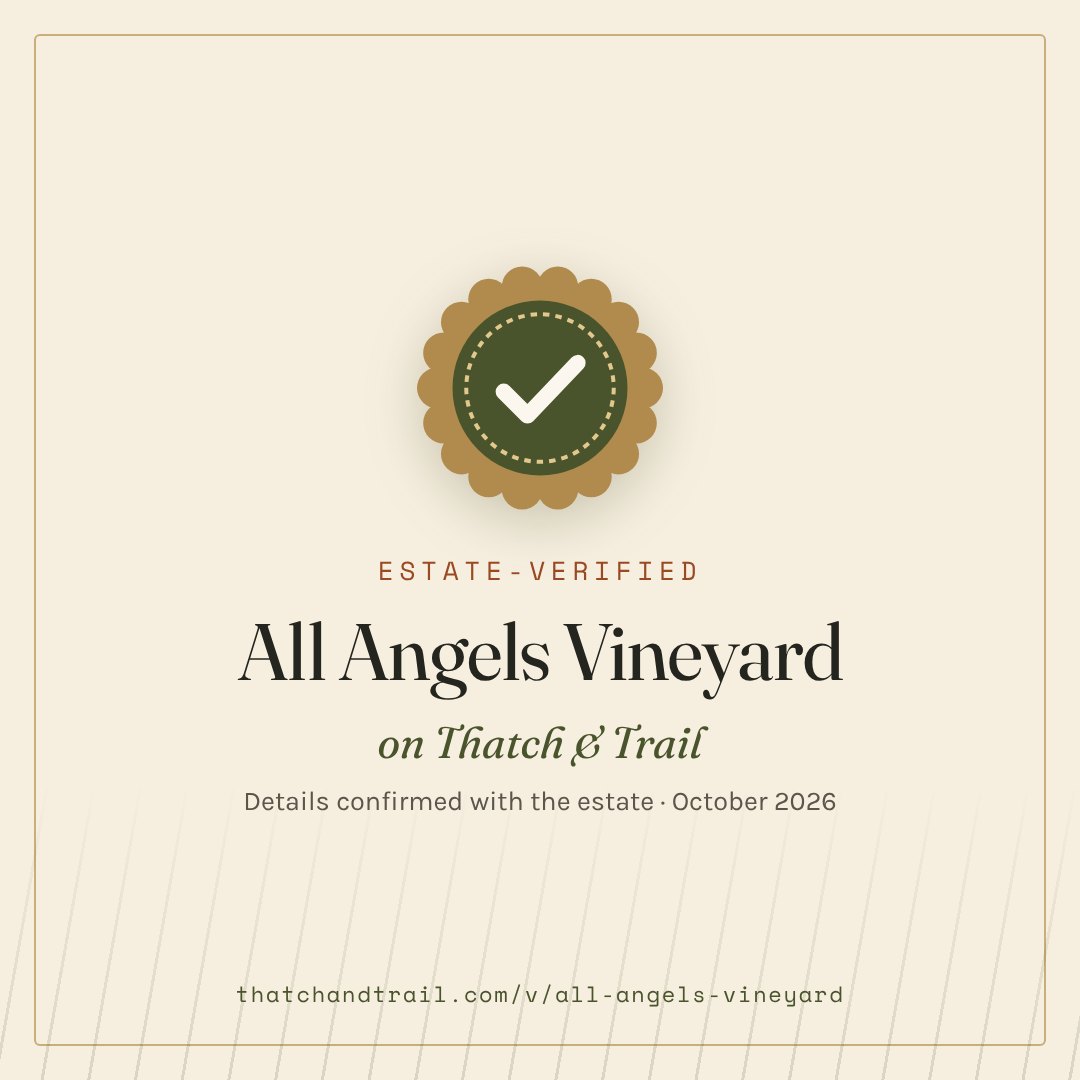 ESTATE-VERIFIED
All Angels Vineyard
on Thatch & Trail
Details confirmed with the estate · October 2026
thatchandtrail.com/v/all-angels-vineyard